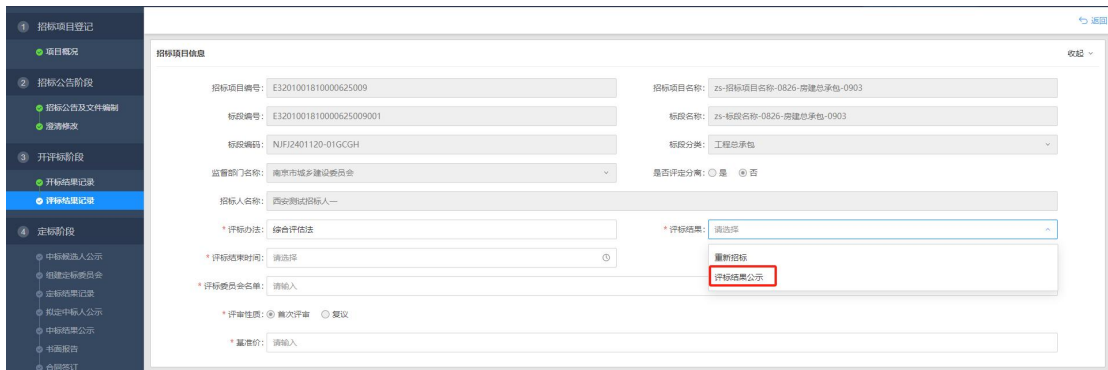 1 招标项目登记
项目概况
2 招标公告阶段
招标公告及文件编制
澄清修改
3 开评标阶段
开标结果记录
评标结果记录
4 定标阶段
中标候选人公示
组建定标委员会
定标结果记录
拟定中标人公示
中标结果公示
书面报告
合同签订
返回
招标项目信息 收起
招标项目编号: E3201001810000625009 招标项目名称: zs-招标项目名称-0826-房建总承包-0903
标段编号: E3201001810000625009001 标段名称: zs-标段名称-0826-房建总承包-0903
标段编码: NJFJ2401120-01GCGH 标段分类: 工程总承包
监督部门名称: 南京市城乡建设委员会 是否评定分离: 是 否
招标人名称: 西安测试招标人一
* 评标办法: 综合评估法 * 评标结果: 请选择
重新招标
评标结果公示
* 评标结束时间: 请选择
* 评标委员会名单: 请输入
* 评审性质: 首次评审 复议
* 基准价: 请输入